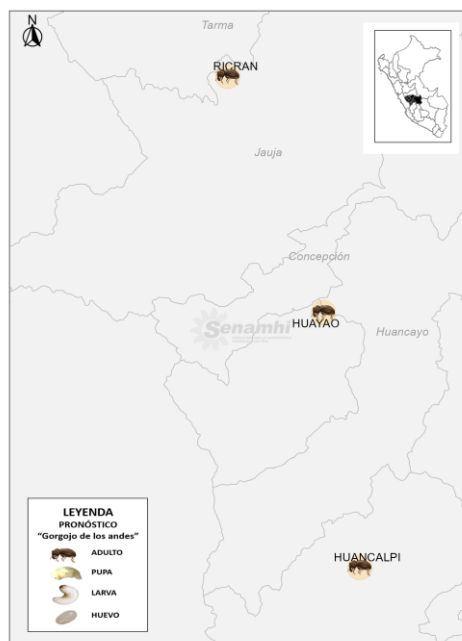 N
Tarma
RICRAN
Jauja
Concepción
Senamhi
HUAYAO
Huancayo
LEYENDA
PRONÓSTICO
"Gorgojo de los andes"
ADULTO
PUPA
LARVA
HUEVO
HUANCALPI